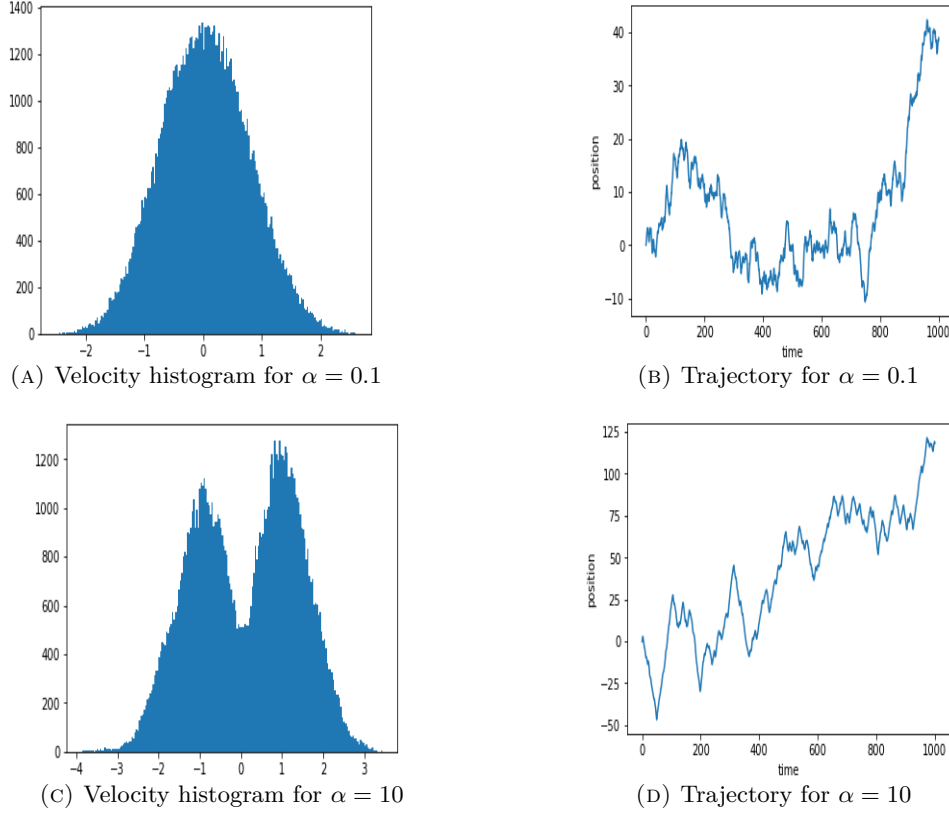 1400
1200
1000
800
600
400
200
0
−2 −1 0 1 2
(A) Velocity histogram for α = 0.1
position
40
30
20
10
0
−10
0 200 400 600 800 1000
time
(B) Trajectory for α = 0.1
1200
1000
800
600
400
200
0
−4 −3 −2 −1 0 1 2 3
(C) Velocity histogram for α = 10
position
125
100
75
50
25
0
−25
−50
0 200 400 600 800 1000
time
(D) Trajectory for α = 10